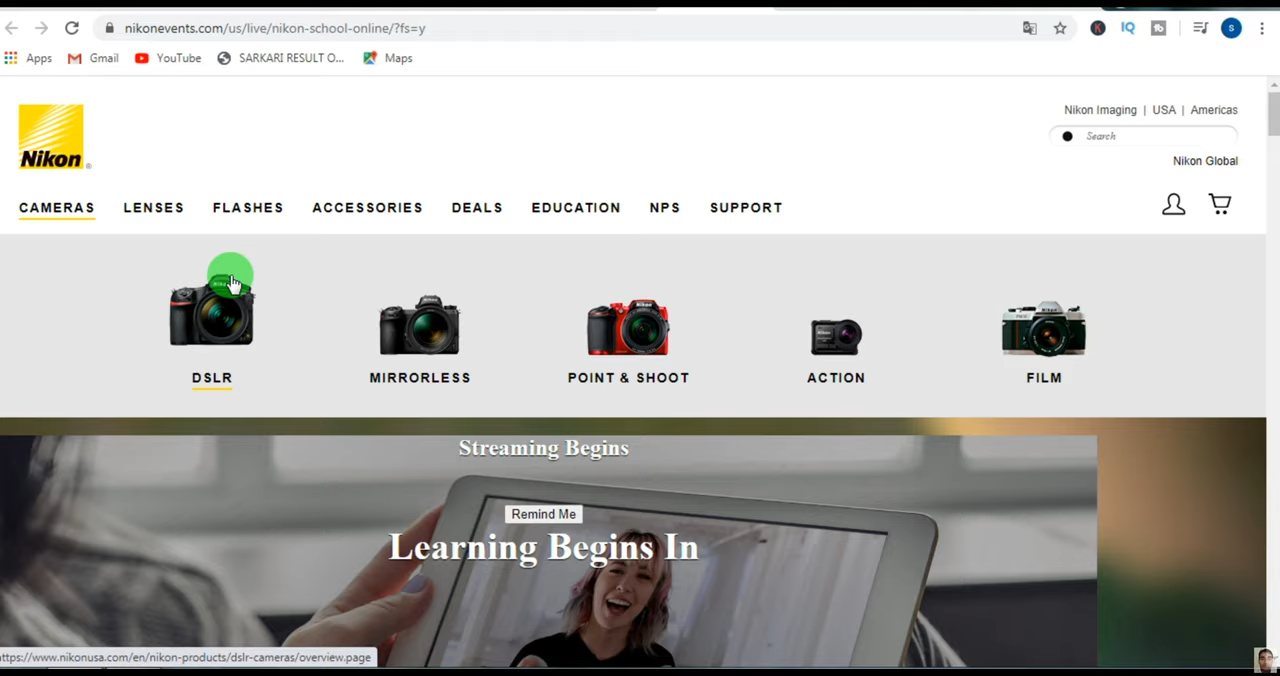 nikonevents.com/us/live/nikon-school-online/?fs=y
K IQ tb S
Apps Gmail YouTube SARKARI RESULT O... Maps
Nikon®
Nikon Imaging | USA | Americas
Search
Nikon Global
CAMERAS LENSES FLASHES ACCESSORIES DEALS EDUCATION NPS SUPPORT
DSLR MIRRORLESS POINT & SHOOT ACTION FILM
Streaming Begins
Remind Me
Learning Begins In
https://www.nikonusa.com/en/nikon-products/dslr-cameras/overview.page